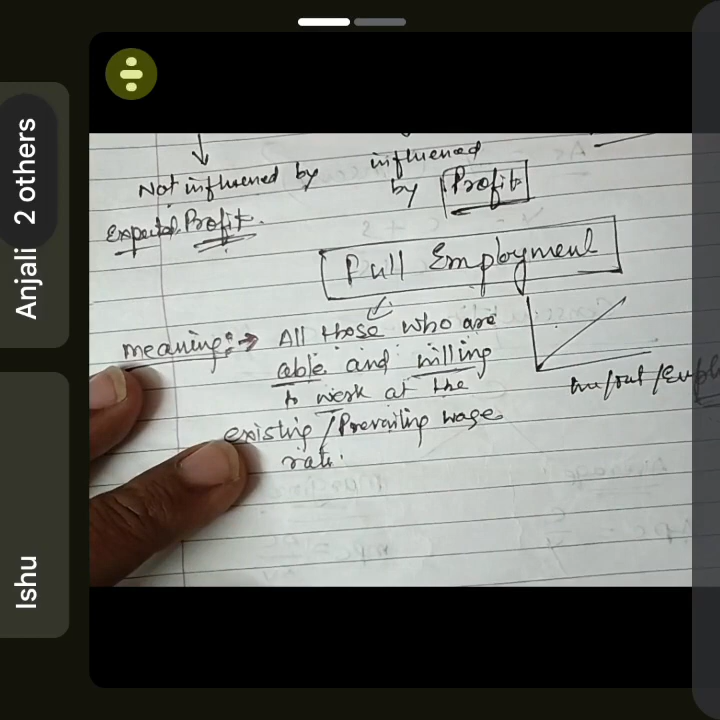 Not influened by
Expected Profit.
influenced
by Profit
Full Employment
meaning:→ All those who are
able and willing
to work at the
existing / Prevailing wage
rate.
Anjali 2 others
Ishu